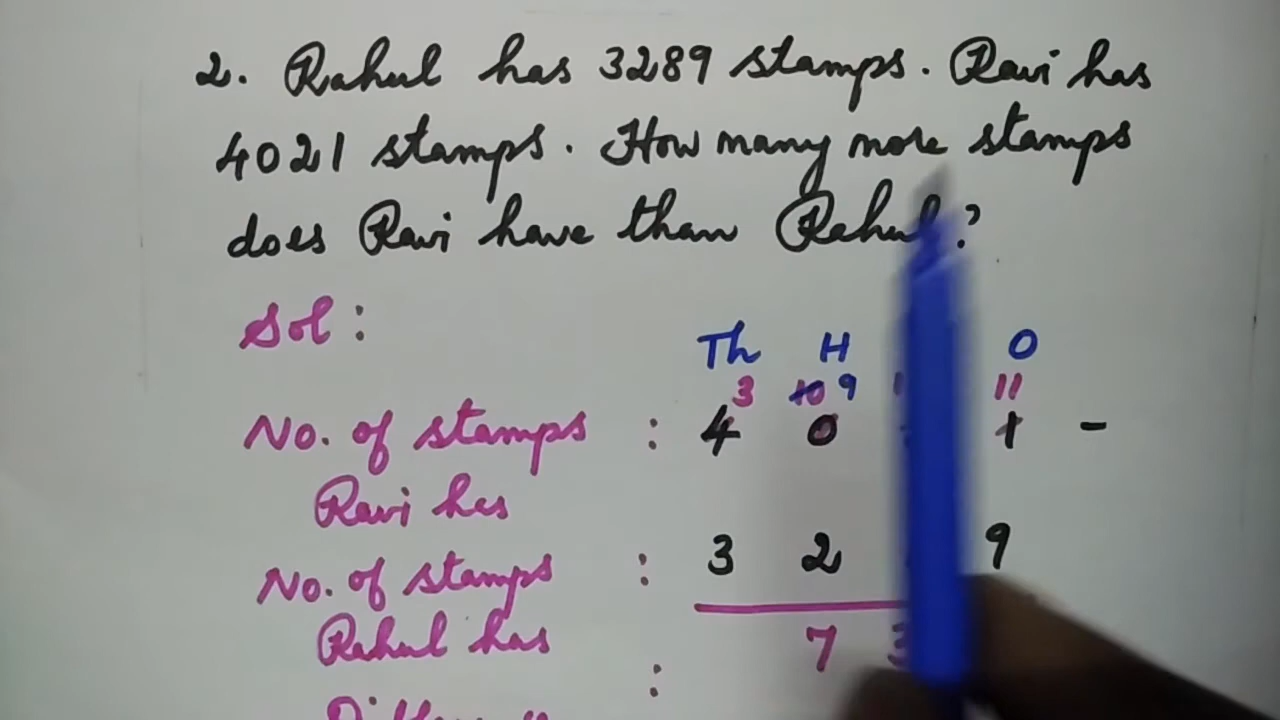 2. Rahul has 3289 stamps. Ravi has
4021 stamps. How many more stamps
does Ravi have than Rahul?
Sol:
Th H O
3 10 9 11
No. of stamps : 4 0 1 -
Ravi has
No. of stamps : 3 2 9
Rahul has
: 7 3